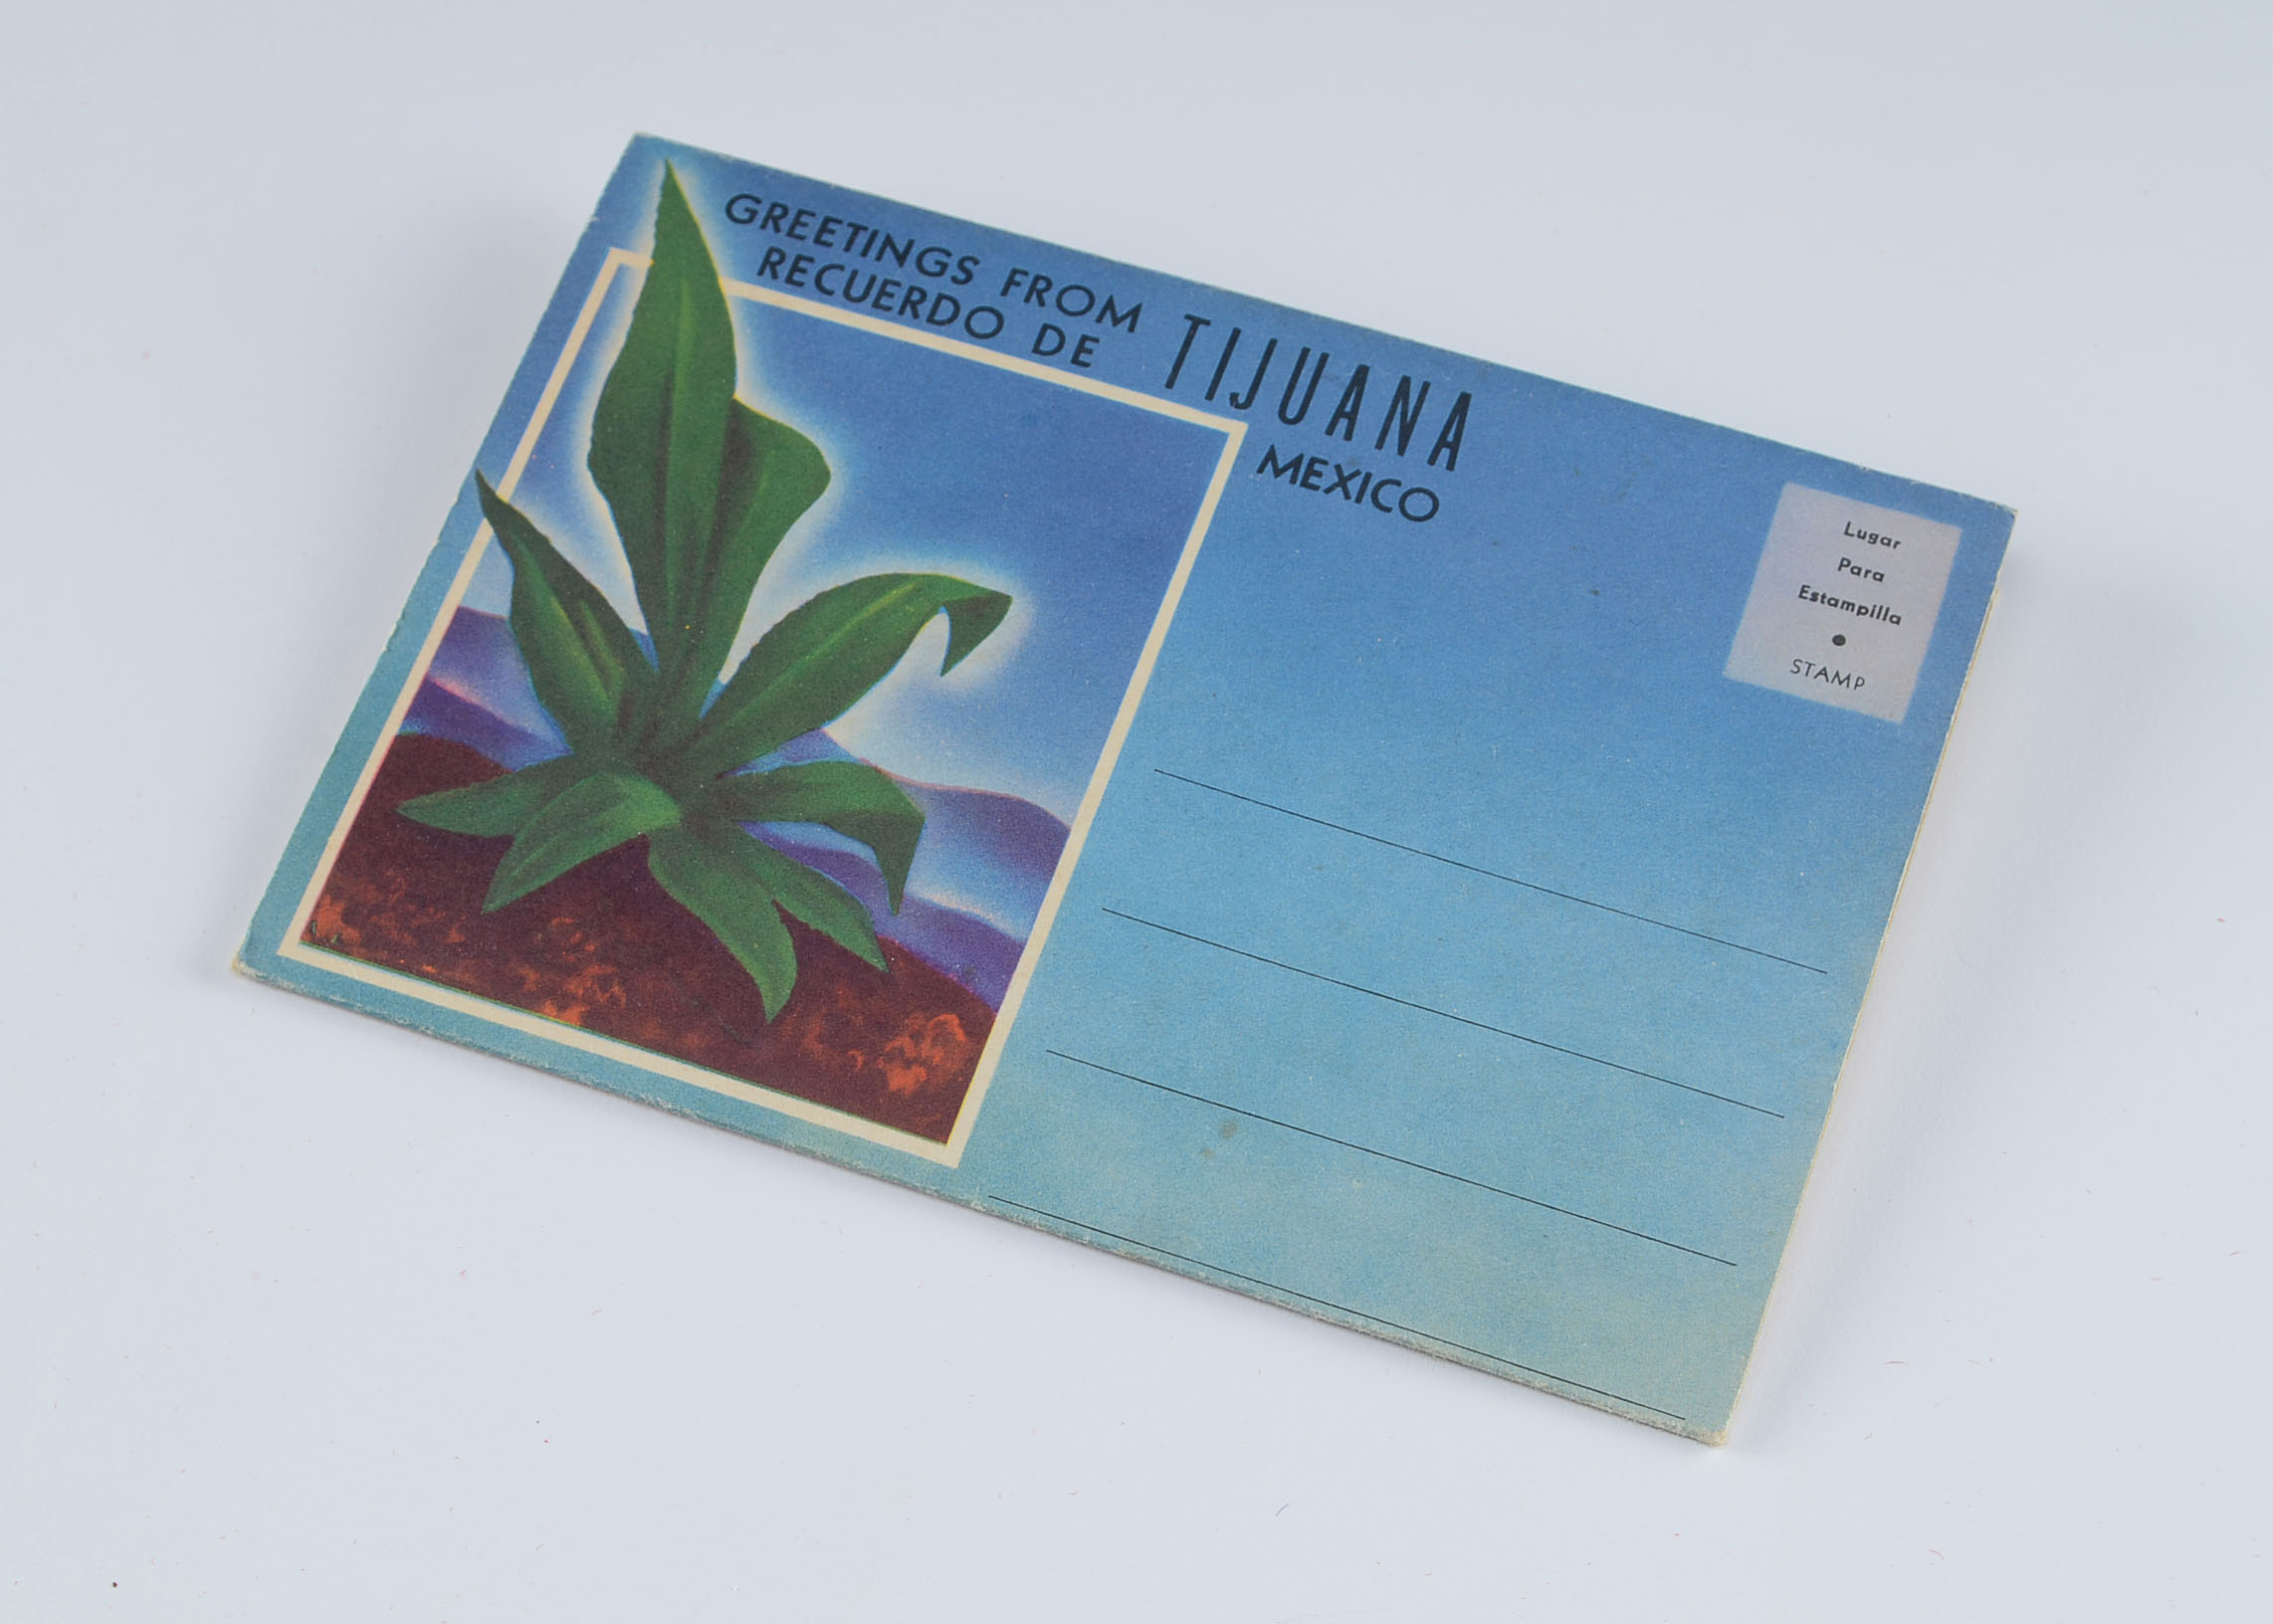 GREETINGS FROM
RECUERDO DE
TIJUANA
MEXICO
Lugar
Para
Estampilla
•
STAMP